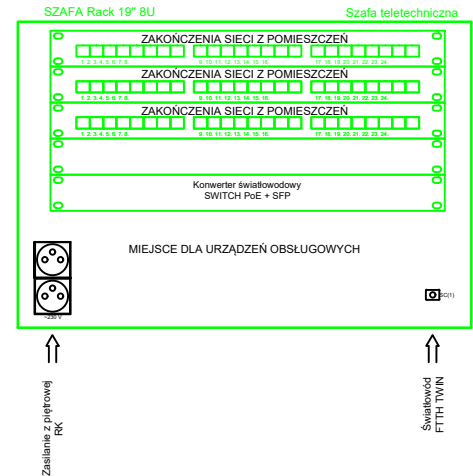 SZAFA Rack 19" 8U
Szafa teletechniczna
ZAKOŃCZENIA SIECI Z POMIESZCZEŃ
1. 2. 3. 4. 5. 6. 7. 8. 9. 10. 11. 12. 13. 14. 15. 16. 17. 18. 19. 20. 21. 22. 23. 24.
ZAKOŃCZENIA SIECI Z POMIESZCZEŃ
1. 2. 3. 4. 5. 6. 7. 8. 9. 10. 11. 12. 13. 14. 15. 16. 17. 18. 19. 20. 21. 22. 23. 24.
ZAKOŃCZENIA SIECI Z POMIESZCZEŃ
1. 2. 3. 4. 5. 6. 7. 8. 9. 10. 11. 12. 13. 14. 15. 16. 17. 18. 19. 20. 21. 22. 23. 24.
Konwerter światłowodowy
SWITCH PoE + SFP
MIEJSCE DLA URZĄDZEŃ OBSŁUGOWYCH
SC(1)
~230 V
Zasilanie z piętrowej
RK
Światłowód
FTTH TWIN